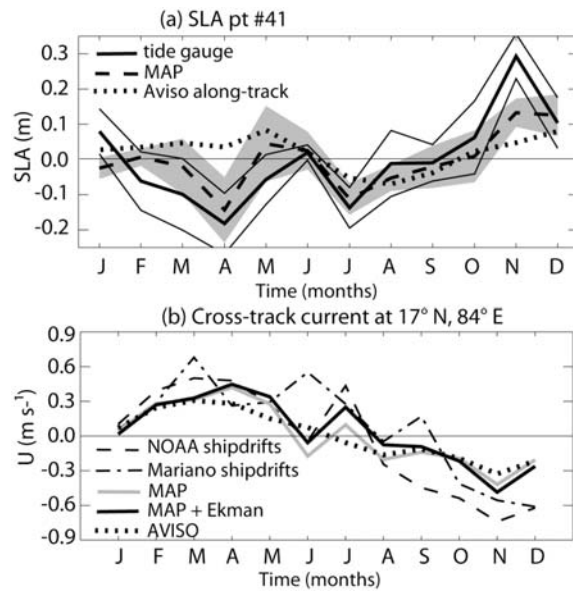 (a) SLA pt #41
tide gauge
MAP
Aviso along-track
SLA (m)
0.3
0.2
0.1
0.0
-0.1
-0.2
J F M A M J J A S O N D
Time (months)
(b) Cross-track current at 17° N, 84° E
U (m s⁻¹)
0.9
0.6
0.3
0.0
-0.3
-0.6
-0.9
NOAA shipdrifts
Mariano shipdrifts
MAP
MAP + Ekman
AVISO
J F M A M J J A S O N D
Time (months)